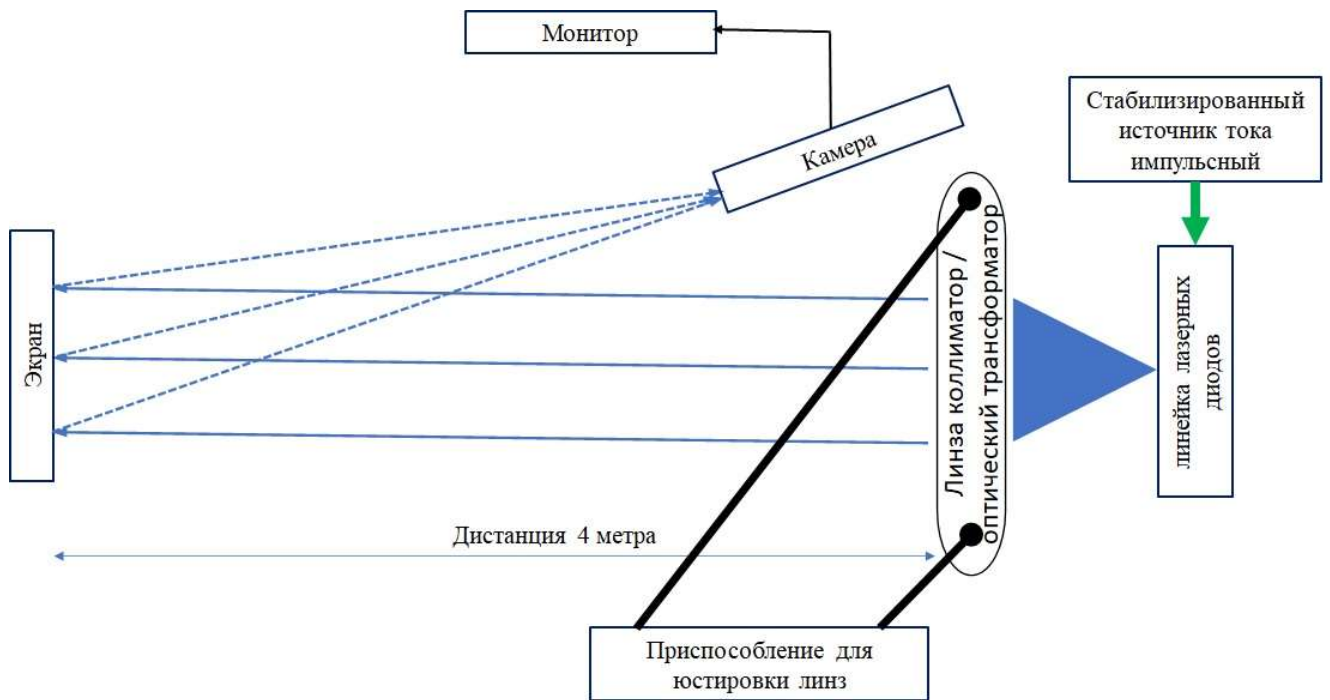 Монитор
Стабилизированный
источник тока
импульсный
Камера
Экран
Линза коллиматор /
оптический трансформатор
линейка лазерных
диодов
Дистанция 4 метра
Приспособление для
юстировки линз